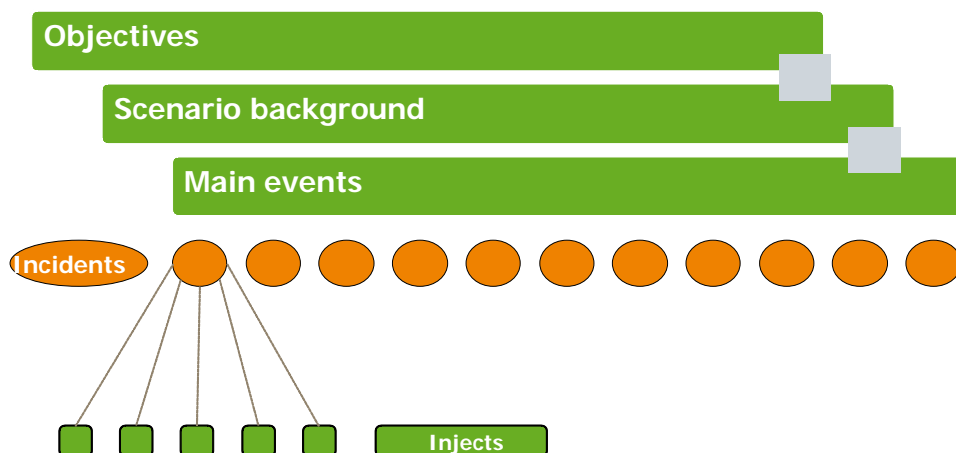 Objectives
Scenario background
Main events
Incidents
Injects